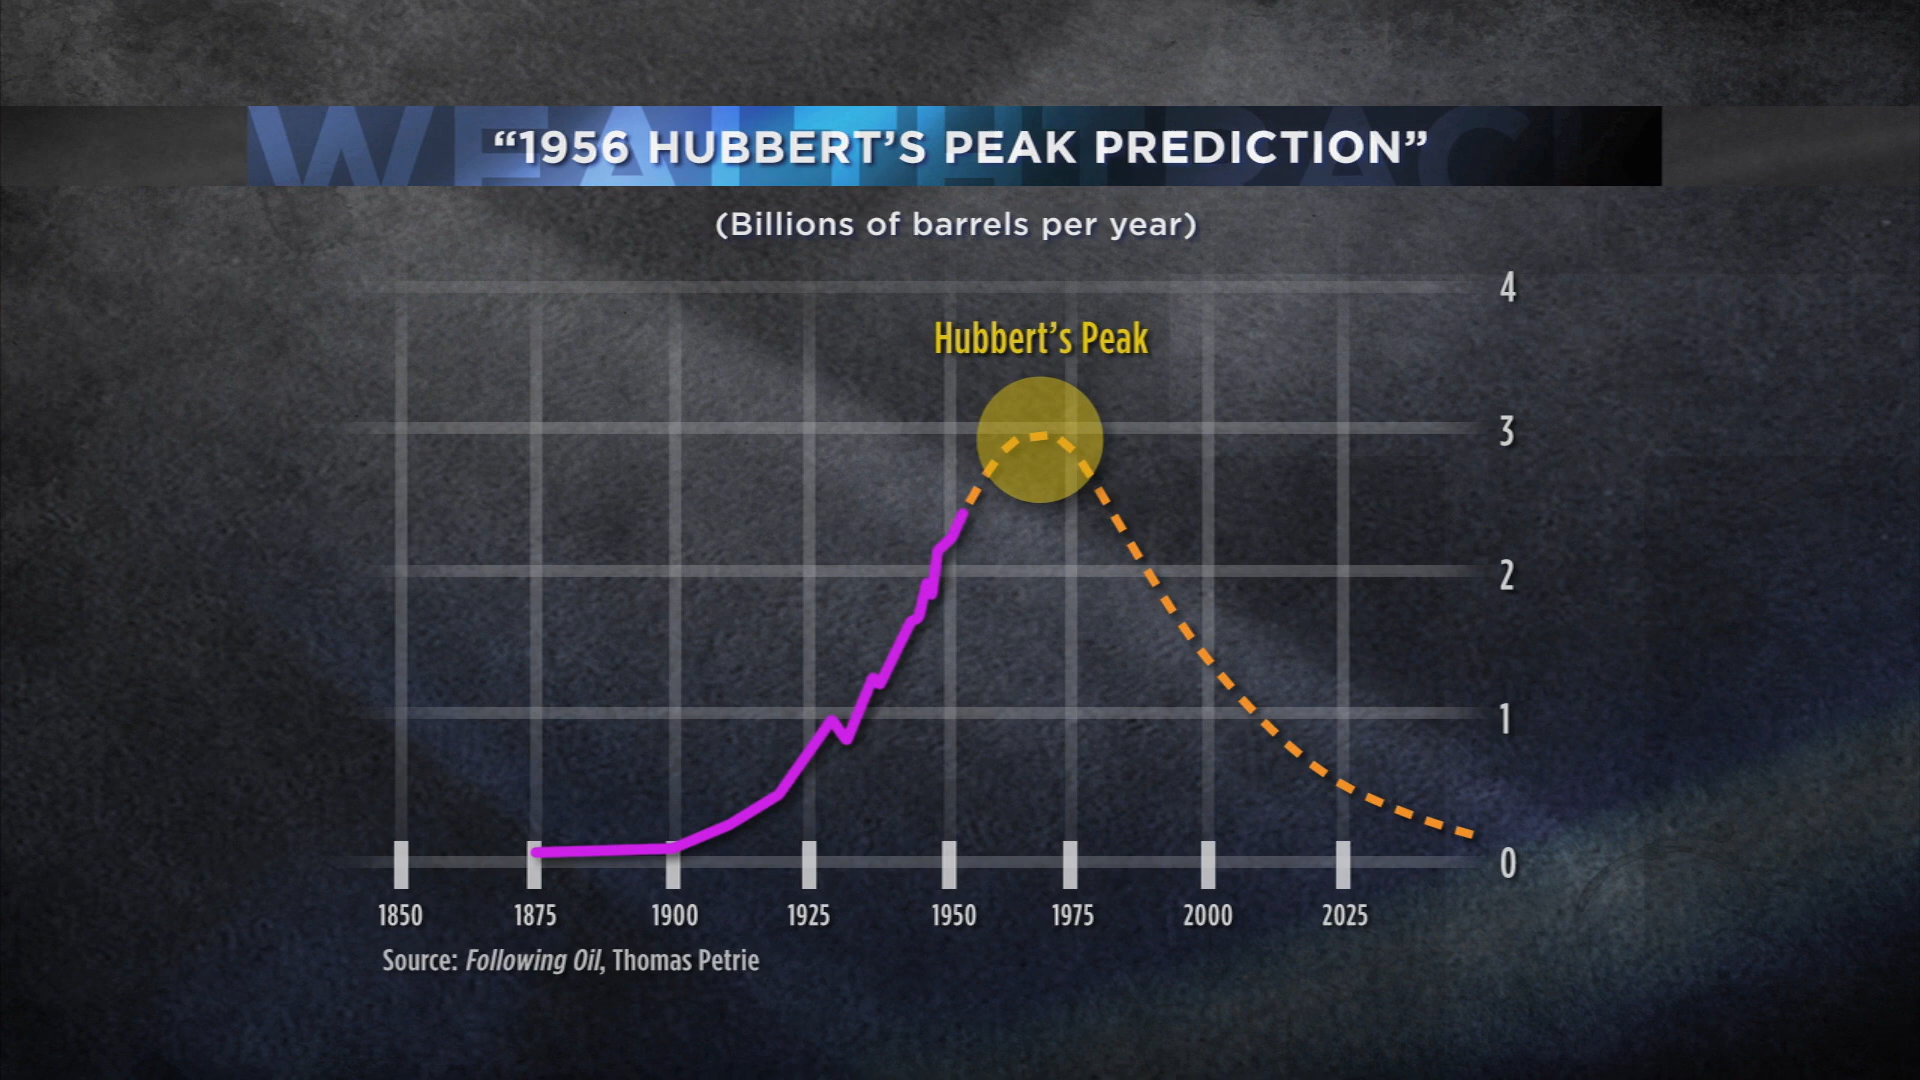 WEALTHTRACK
“1956 HUBBERT’S PEAK PREDICTION”
(Billions of barrels per year)
4
Hubbert’s Peak
3
2
1
0
1850 1875 1900 1925 1950 1975 2000 2025
Source: Following Oil, Thomas Petrie